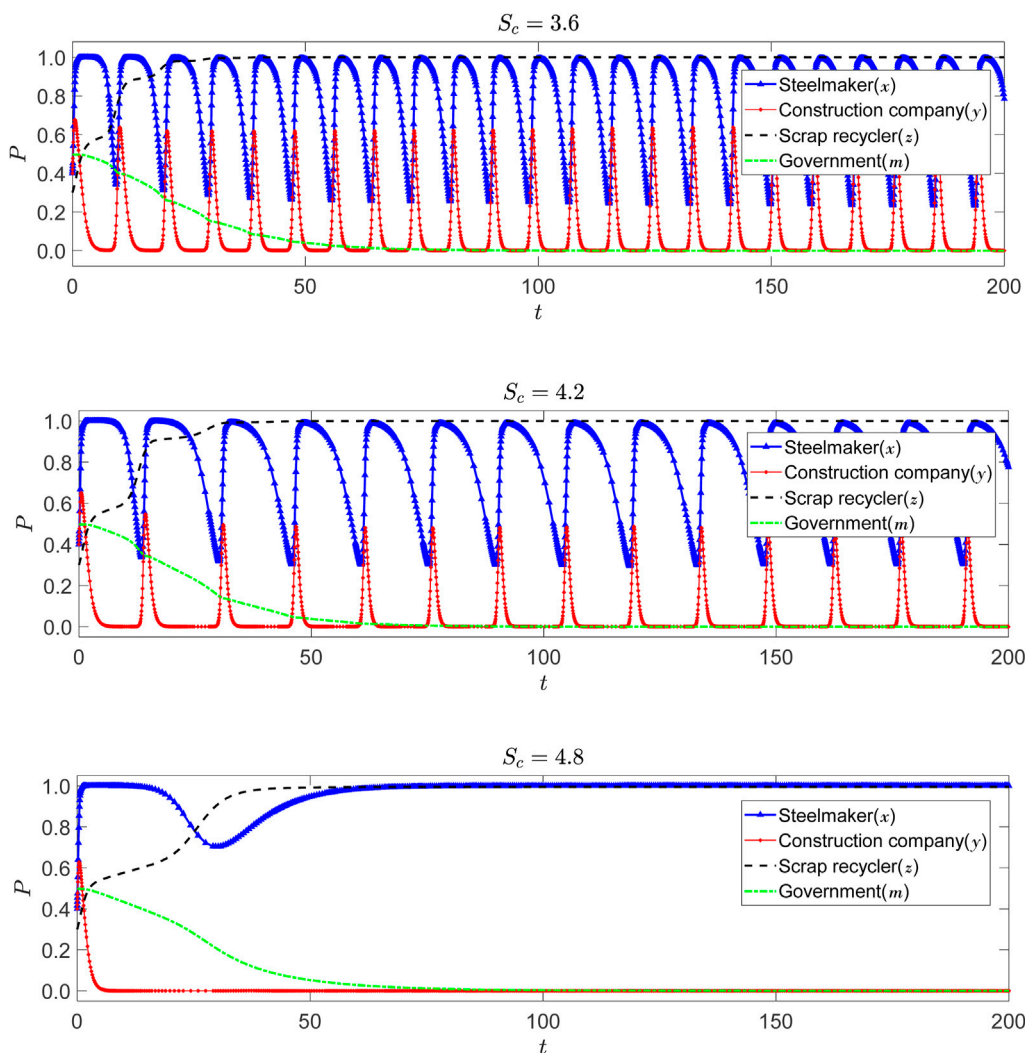 S_c = 3.6
P
1.0
0.8
0.6
0.4
0.2
0.0
Steelmaker(x)
Construction company(y)
Scrap recycler(z)
Government(m)
0 50 100 150 200
t
S_c = 4.2
P
1.0
0.8
0.6
0.4
0.2
0.0
Steelmaker(x)
Construction company(y)
Scrap recycler(z)
Government(m)
0 50 100 150 200
t
S_c = 4.8
P
1.0
0.8
0.6
0.4
0.2
0.0
Steelmaker(x)
Construction company(y)
Scrap recycler(z)
Government(m)
0 50 100 150 200
t